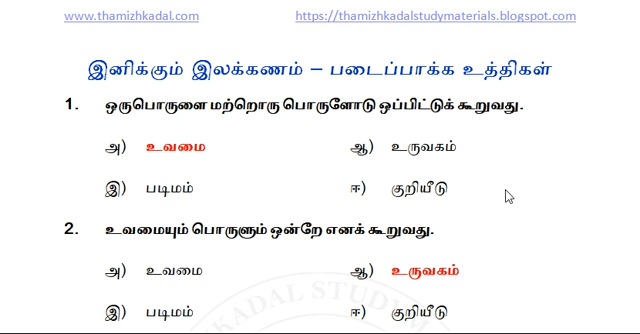 www.thamizhkadal.com https://thamizhkadalstudymaterials.blogspot.com
இனிக்கும் இலக்கணம் – படைப்பாக்க உத்திகள்
1. ஒருபொருளை மற்றொரு பொருளோடு ஒப்பிட்டுக் கூறுவது.
அ) உவமை ஆ) உருவகம்
இ) படிமம் ஈ) குறியீடு
2. உவமையும் பொருளும் ஒன்றே எனக் கூறுவது.
அ) உவமை ஆ) உருவகம்
இ) படிமம் ஈ) குறியீடு